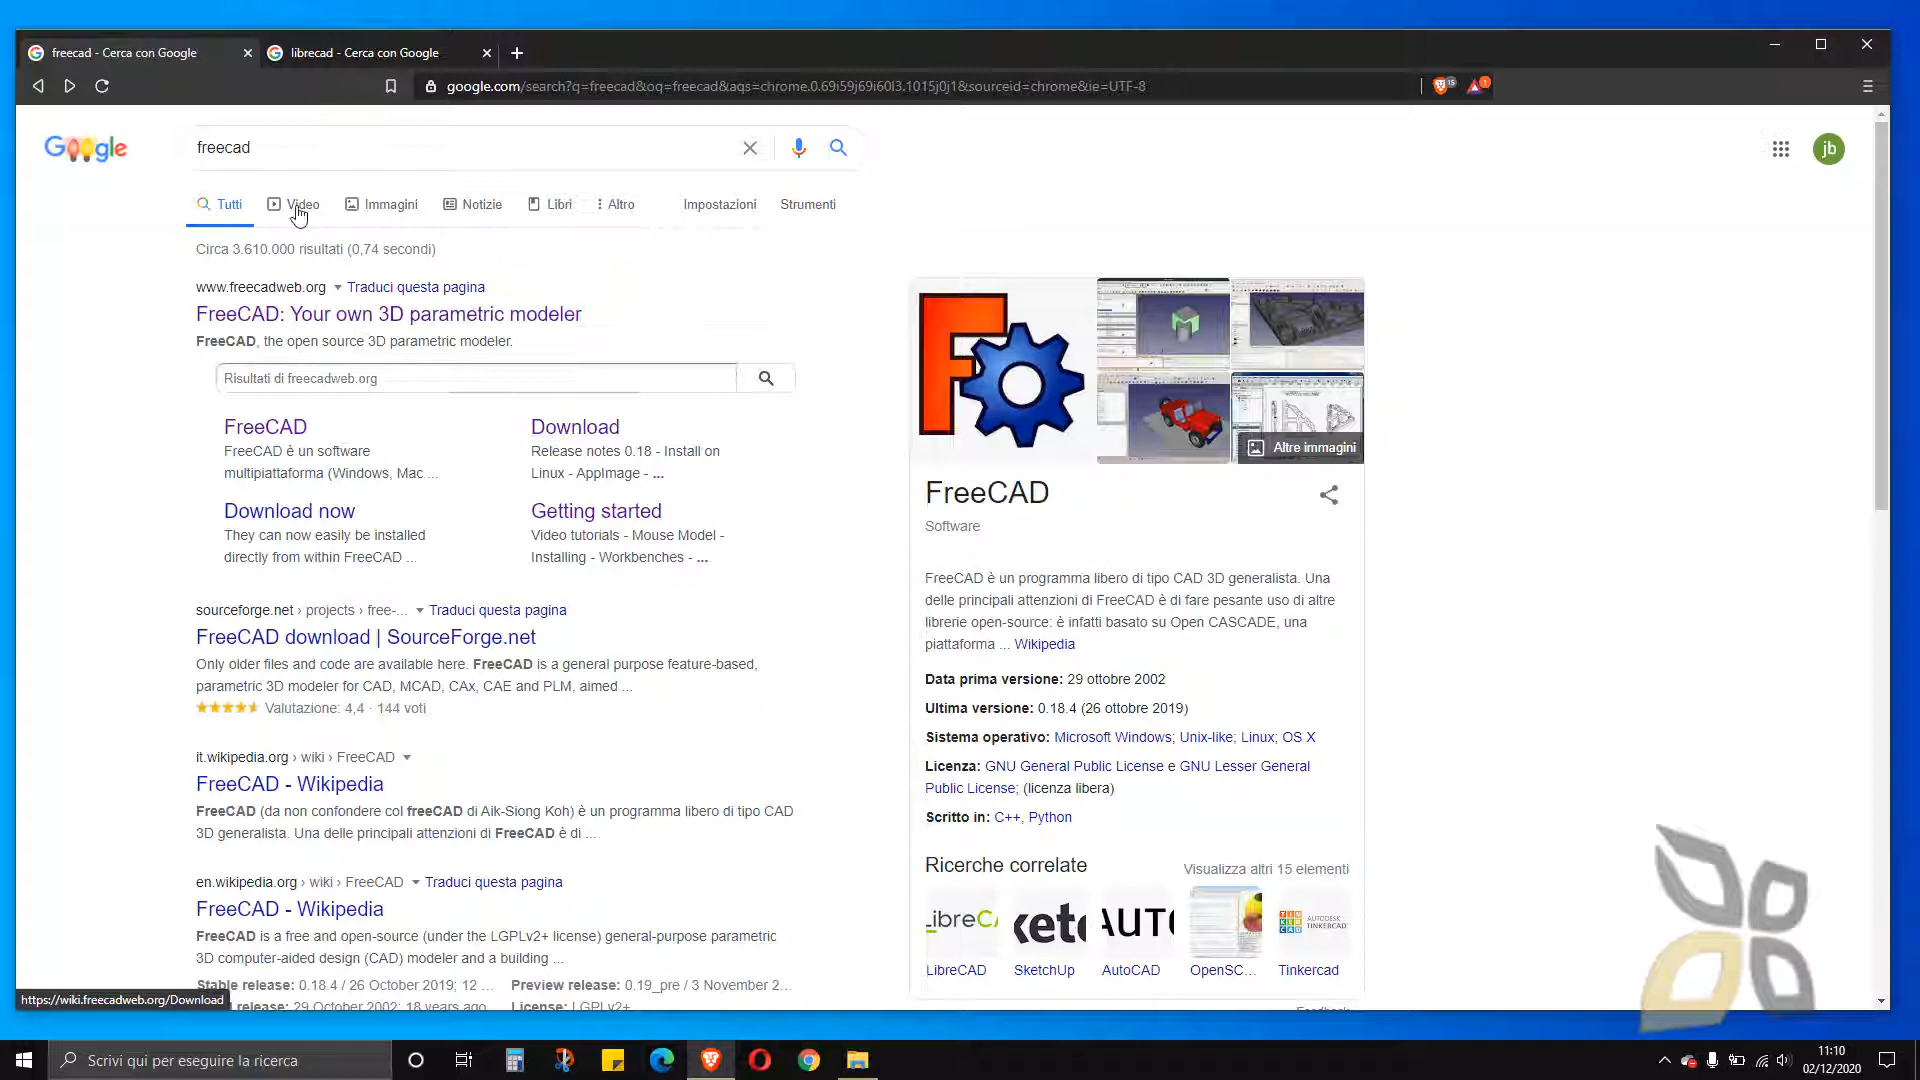 freecad - Cerca con Google
librecad - Cerca con Google
google.com/search?q=freecad&oq=freecad&aqs=chrome.0.69i59j69i60l3.1015j0j1&sourceid=chrome&ie=UTF-8
15
1
Google
freecad
jb
Tutti
Video
Immagini
Notizie
Libri
Altro
Impostazioni
Strumenti
Circa 3.610.000 risultati (0,74 secondi)
www.freecadweb.org Traduci questa pagina
FreeCAD: Your own 3D parametric modeler
FreeCAD, the open source 3D parametric modeler.
Risultati di freecadweb.org
FreeCAD
FreeCAD è un software
multipiattaforma (Windows, Mac ...
Download
Release notes 0.18 - Install on
Linux - AppImage - ...
Download now
They can now easily be installed
directly from within FreeCAD ...
Getting started
Video tutorials - Mouse Model -
Installing - Workbenches - ...
sourceforge.net › projects › free-... Traduci questa pagina
FreeCAD download | SourceForge.net
Only older files and code are available here. FreeCAD is a general purpose feature-based,
parametric 3D modeler for CAD, MCAD, CAx, CAE and PLM, aimed ...
Valutazione: 4,4 · 144 voti
it.wikipedia.org › wiki › FreeCAD
FreeCAD - Wikipedia
FreeCAD (da non confondere col freeCAD di Aik-Siong Koh) è un programma libero di tipo CAD
3D generalista. Una delle principali attenzioni di FreeCAD è di ...
en.wikipedia.org › wiki › FreeCAD Traduci questa pagina
FreeCAD - Wikipedia
FreeCAD is a free and open-source (under the LGPLv2+ license) general-purpose parametric
3D computer-aided design (CAD) modeler and a building ...
Stable release: 0.18.4 / 26 October 2019; 12 ... Preview release: 0.19_pre / 3 November 2...
release: 29 October 2002; 18 years ago License: LGPLv2+
https://wiki.freecadweb.org/Download
Altre immagini
FreeCAD
Software
FreeCAD è un programma libero di tipo CAD 3D generalista. Una
delle principali attenzioni di FreeCAD è di fare pesante uso di altre
librerie open-source: è infatti basato su Open CASCADE, una
piattaforma ... Wikipedia
Data prima versione: 29 ottobre 2002
Ultima versione: 0.18.4 (26 ottobre 2019)
Sistema operativo: Microsoft Windows; Unix-like; Linux; OS X
Licenza: GNU General Public License e GNU Lesser General
Public License; (licenza libera)
Scritto in: C++, Python
Ricerche correlate
Visualizza altri 15 elementi
AUTODESK
TINKERCAD
LibreCAD
SketchUp
AutoCAD
OpenSC...
Tinkercad
Feedback
Scrivi qui per eseguire la ricerca
11:10
02/12/2020